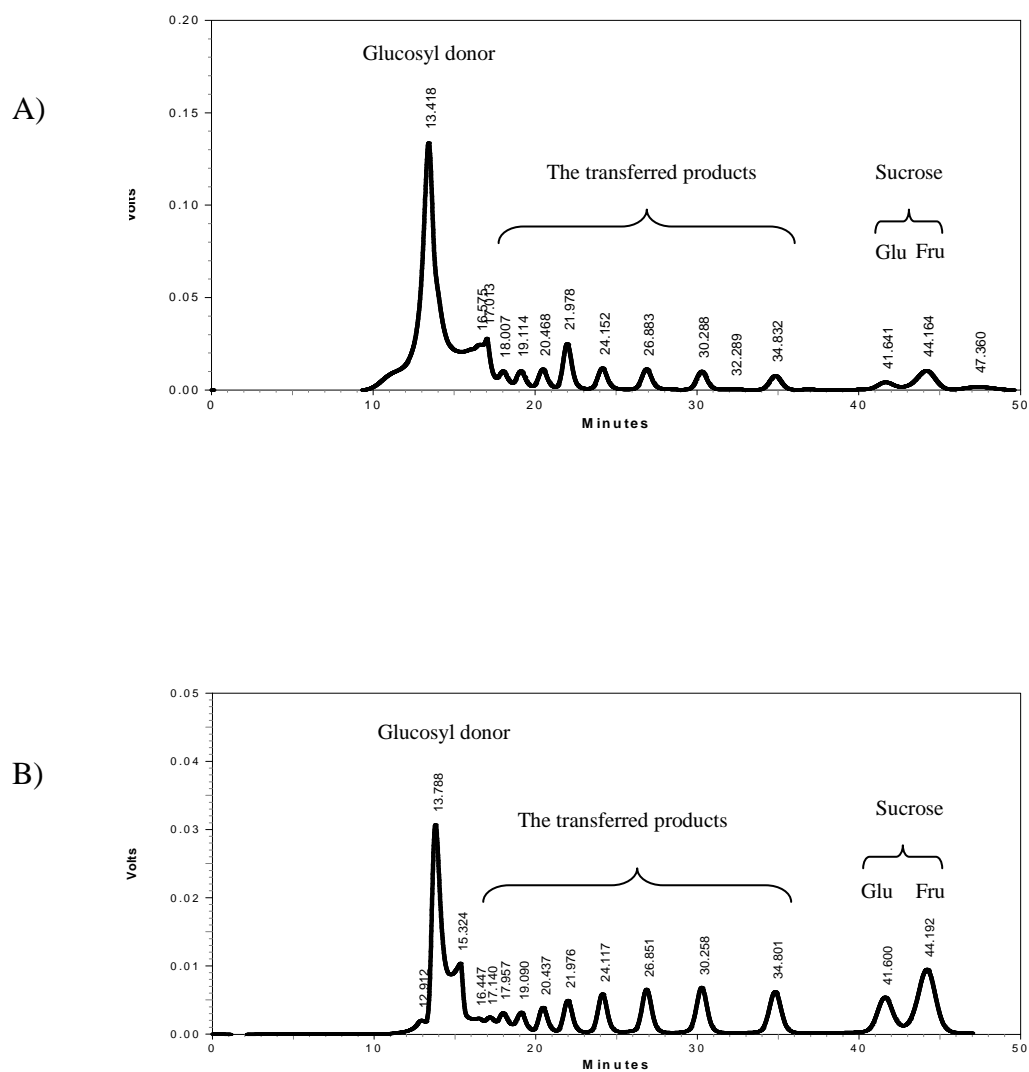 A)
Glucosyl donor
The transferred products
Sucrose
Glu Fru
0.20
0.15
0.10
0.05
0.00
Volts
13.418
16.575
17.013
18.007
19.114
20.468
21.978
24.152
26.883
30.288
32.289
34.832
41.641
44.164
47.360
0 10 20 30 40 50
Minutes
B)
Glucosyl donor
The transferred products
Sucrose
Glu Fru
0.05
0.04
0.03
0.02
0.01
0.00
Volts
12.912
13.788
15.324
16.447
17.140
17.957
19.090
20.437
21.976
24.117
26.851
30.258
34.801
41.600
44.192
0 10 20 30 40 50
Minutes